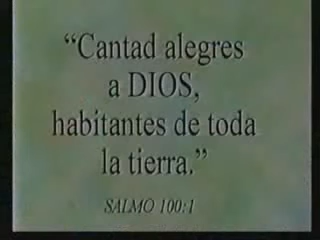 “Cantad alegres
a DIOS,
habitantes de toda
la tierra.”
SALMO 100:1